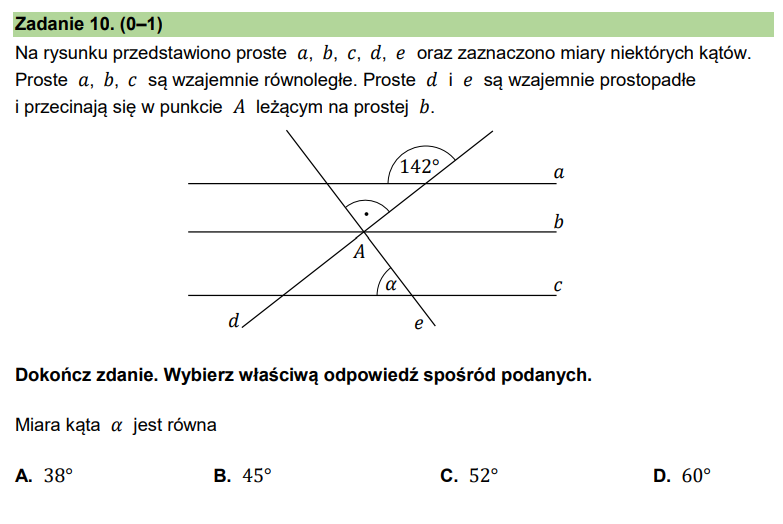 Zadanie 10. (0–1)
Na rysunku przedstawiono proste a, b, c, d, e oraz zaznaczono miary niektórych kątów.
Proste a, b, c są wzajemnie równoległe. Proste d i e są wzajemnie prostopadłe
i przecinają się w punkcie A leżącym na prostej b.
142°
a
b
A
α
c
d
e
Dokończ zdanie. Wybierz właściwą odpowiedź spośród podanych.
Miara kąta α jest równa
A. 38° B. 45° C. 52° D. 60°